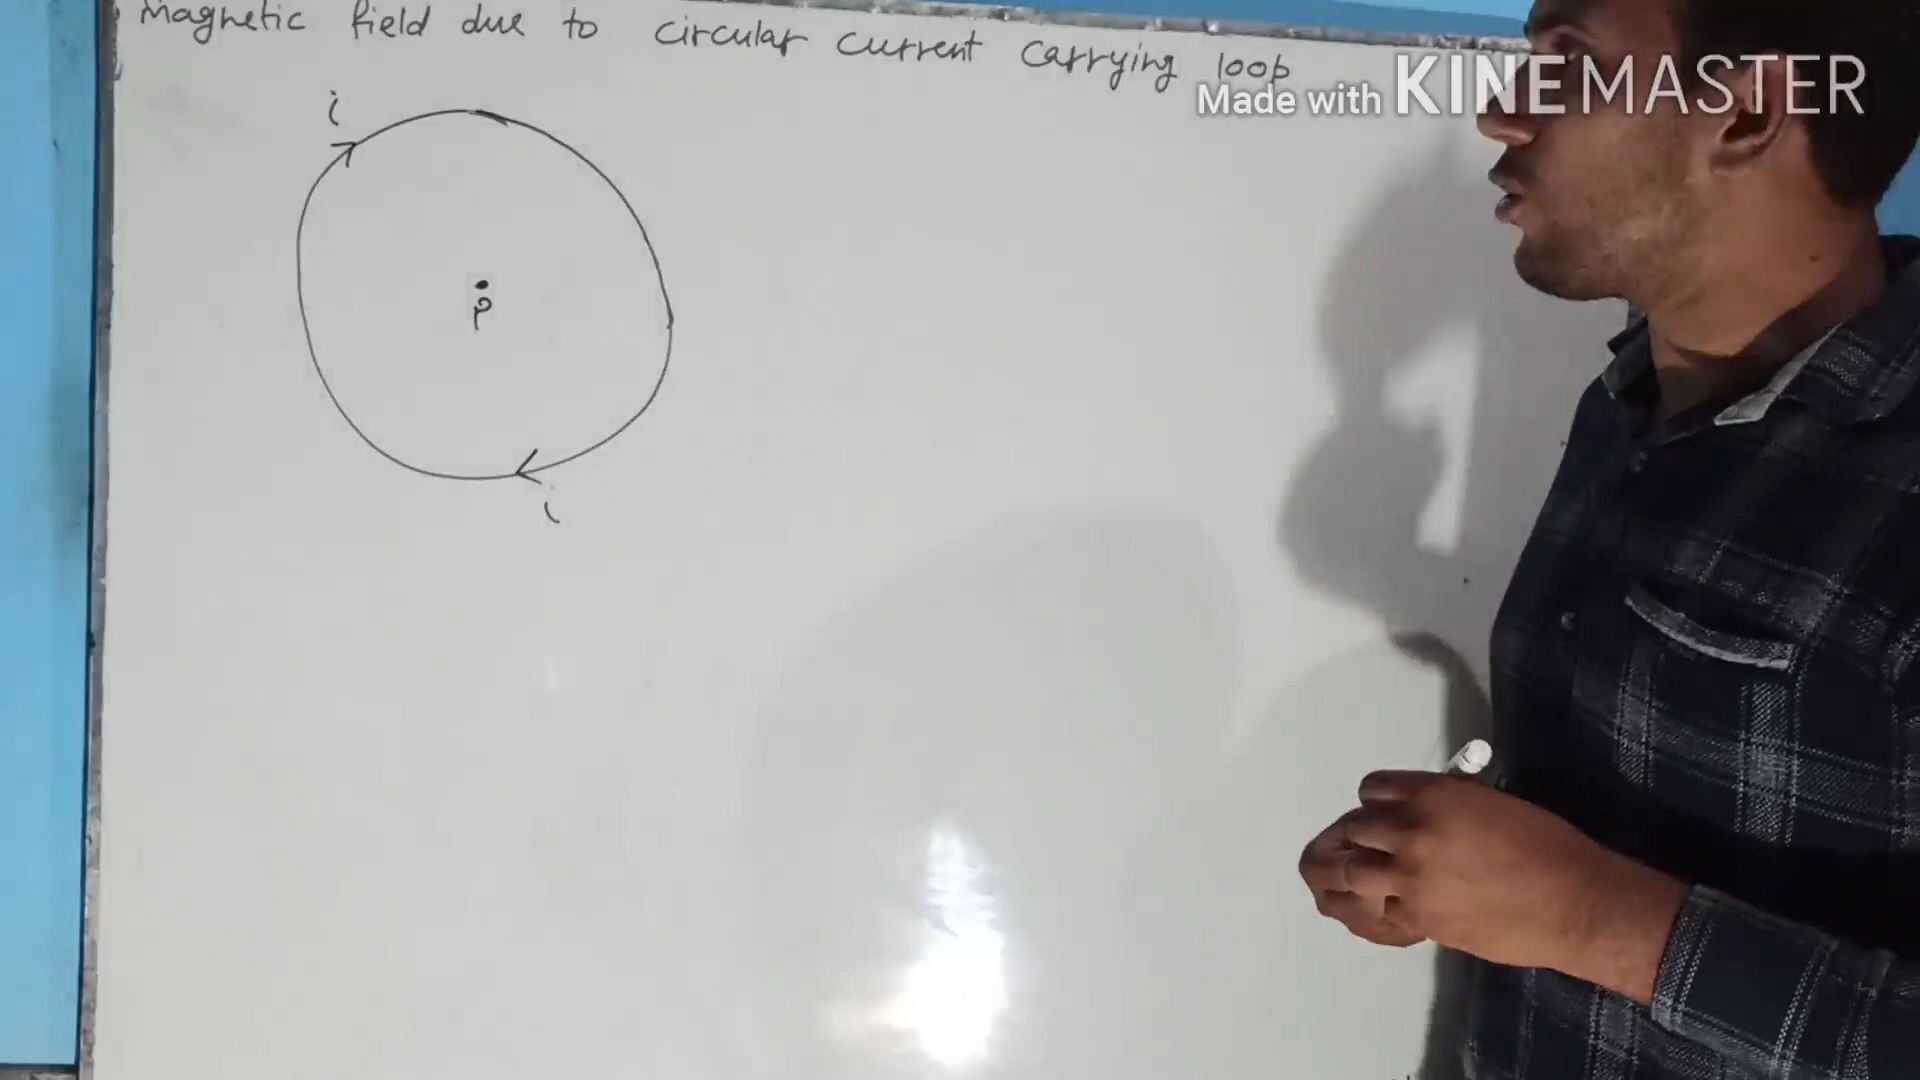 Magnetic field due to circular current carrying loop
Made with KINEMASTER
i
P
i